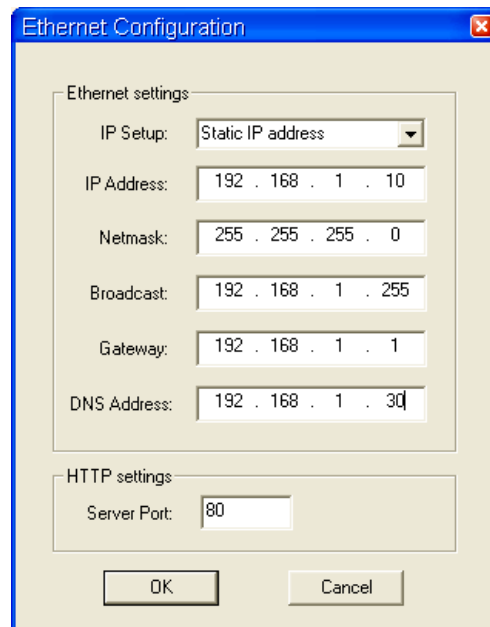 Ethernet Configuration
Ethernet settings
IP Setup: Static IP address
IP Address: 192 . 168 . 1 . 10
Netmask: 255 . 255 . 255 . 0
Broadcast: 192 . 168 . 1 . 255
Gateway: 192 . 168 . 1 . 1
DNS Address: 192 . 168 . 1 . 30
HTTP settings
Server Port: 80
OK Cancel